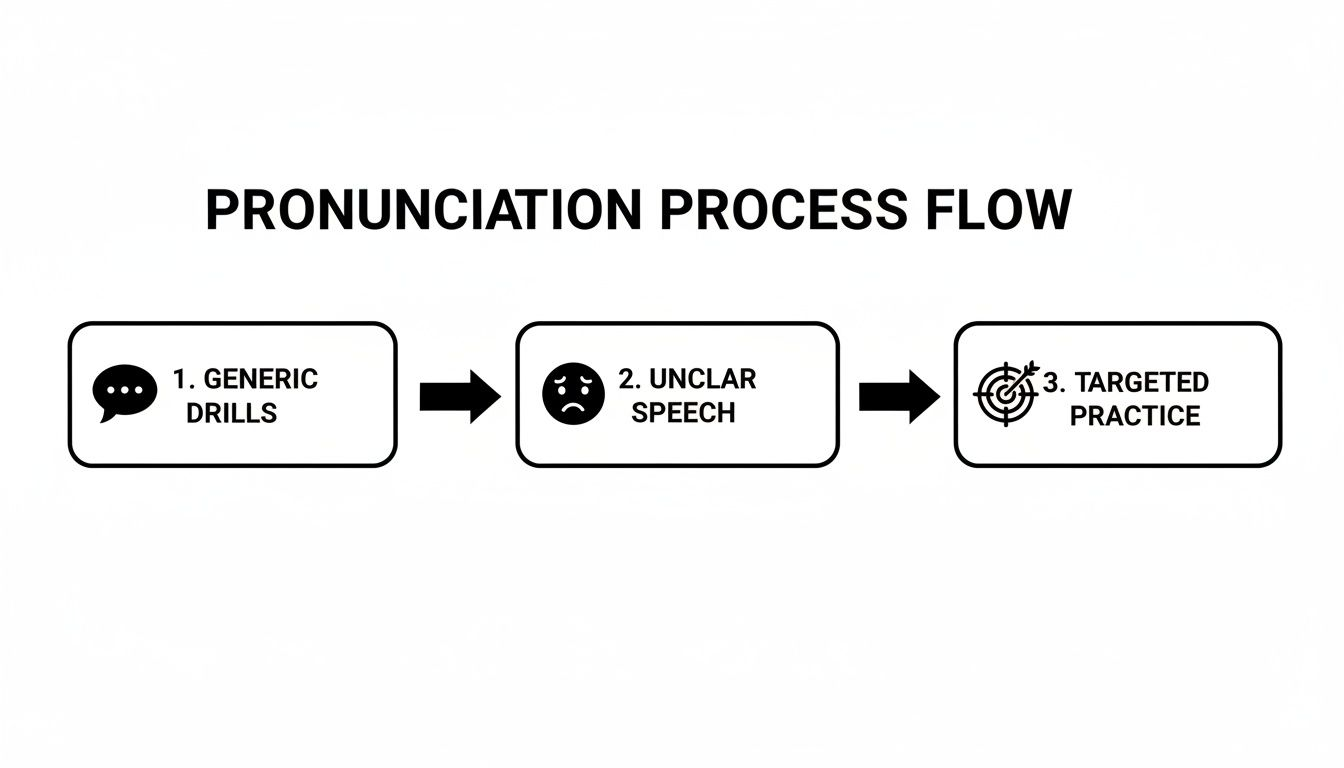 PRONUNCIATION PROCESS FLOW
1. GENERIC
DRILLS
2. UNCLAR
SPEECH
3. TARGETED
PRACTICE